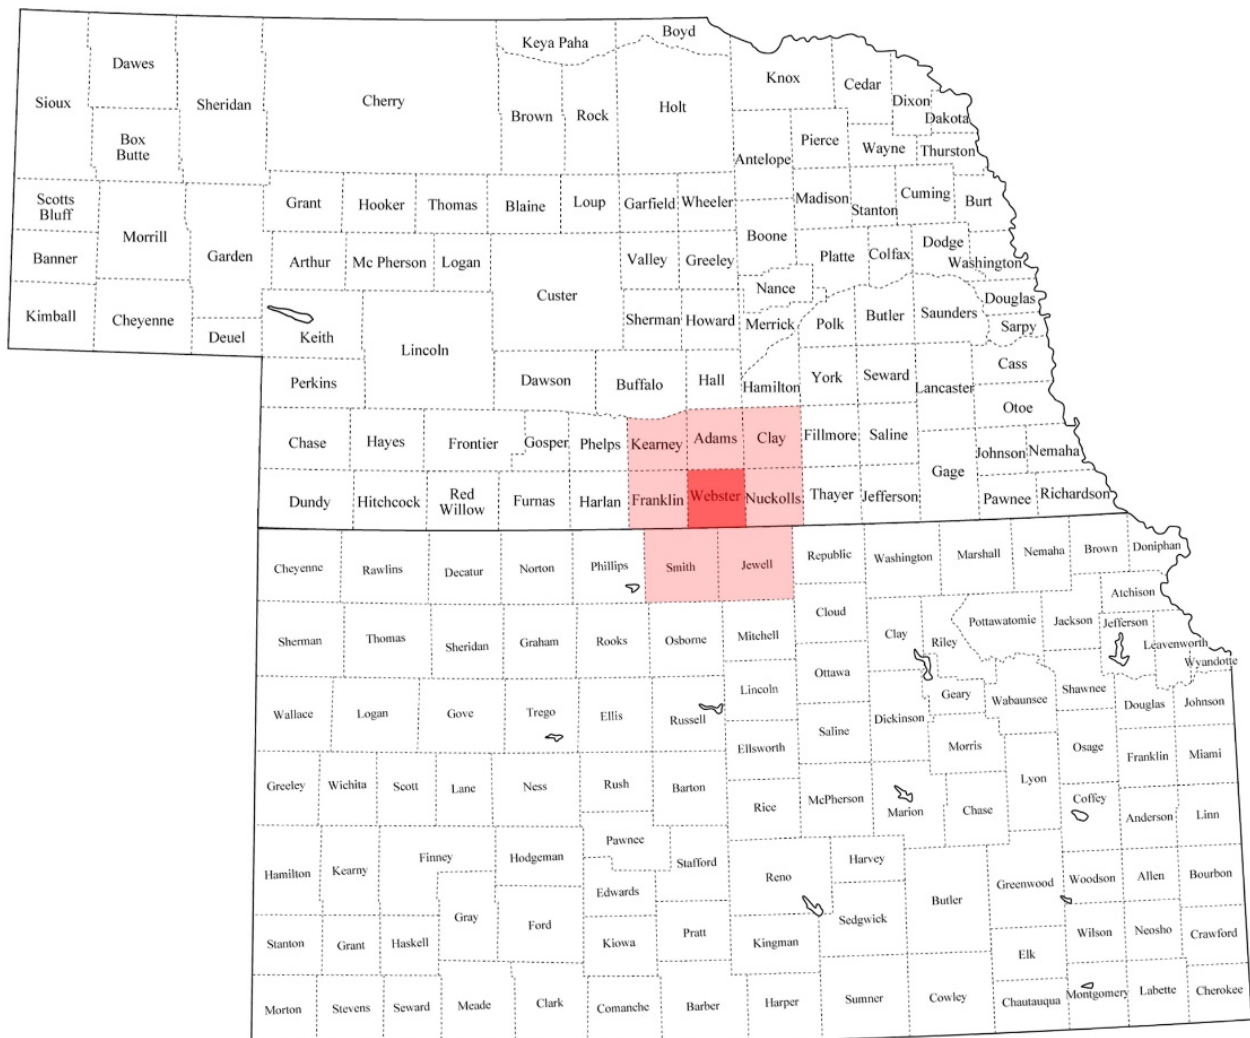 Sioux
Dawes
Box
Butte
Sheridan
Cherry
Keya Paha
Boyd
Brown
Rock
Holt
Knox
Cedar
Dixon
Dakota
Antelope
Pierce
Wayne
Thurston
Scotts
Bluff
Morrill
Garden
Grant
Hooker
Thomas
Blaine
Loup
Garfield
Wheeler
Madison
Stanton
Cuming
Burt
Banner
Arthur
Mc Pherson
Logan
Custer
Valley
Greeley
Boone
Platte
Colfax
Dodge
Washington
Nance
Kimball
Cheyenne
Deuel
Keith
Lincoln
Sherman
Howard
Merrick
Polk
Butler
Saunders
Douglas
Sarpy
Perkins
Dawson
Buffalo
Hall
Hamilton
York
Seward
Lancaster
Cass
Otoe
Chase
Hayes
Frontier
Gosper
Phelps
Kearney
Adams
Clay
Fillmore
Saline
Gage
Johnson
Nemaha
Dundy
Hitchcock
Red
Willow
Furnas
Harlan
Franklin
Webster
Nuckolls
Thayer
Jefferson
Pawnee
Richardson
Cheyenne
Rawlins
Decatur
Norton
Phillips
Smith
Jewell
Republic
Washington
Marshall
Nemaha
Brown
Doniphan
Atchison
Sherman
Thomas
Sheridan
Graham
Rooks
Osborne
Mitchell
Cloud
Clay
Riley
Pottawatomie
Jackson
Jefferson
Leavenworth
Wyandotte
Wallace
Logan
Gove
Trego
Ellis
Russell
Lincoln
Ottawa
Saline
Dickinson
Geary
Wabaunsee
Shawnee
Douglas
Johnson
Ellsworth
Morris
Osage
Franklin
Miami
Greeley
Wichita
Scott
Lane
Ness
Rush
Barton
Rice
McPherson
Marion
Chase
Lyon
Coffey
Anderson
Linn
Hamilton
Kearny
Finney
Hodgeman
Pawnee
Edwards
Stafford
Reno
Harvey
Butler
Greenwood
Woodson
Allen
Bourbon
Stanton
Grant
Haskell
Gray
Ford
Kiowa
Pratt
Kingman
Sedgwick
Elk
Wilson
Neosho
Crawford
Morton
Stevens
Seward
Meade
Clark
Comanche
Barber
Harper
Sumner
Cowley
Chautauqua
Montgomery
Labette
Cherokee